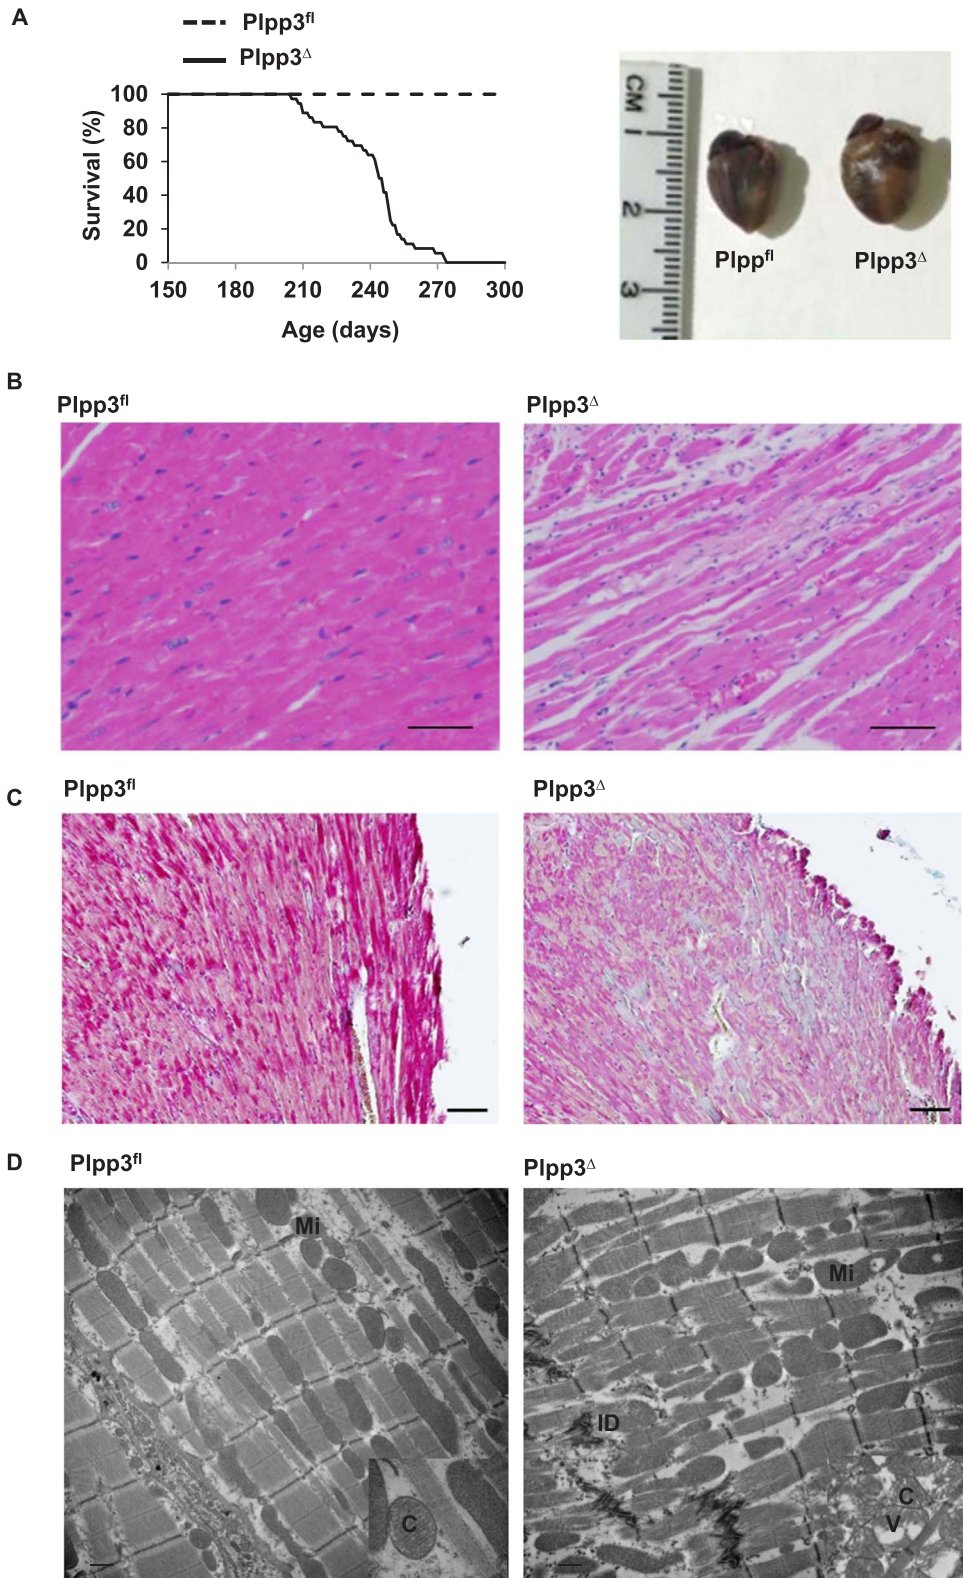 A
Plpp3fl
Plpp3Δ
100
80
60
40
20
0
Survival (%)
150 180 210 240 270 300
Age (days)
CM
1
2
3
Plppfl
Plpp3Δ
B
Plpp3fl
Plpp3Δ
C
Plpp3fl
Plpp3Δ
D
Plpp3fl
Plpp3Δ
Mi
C
Mi
ID
C
V